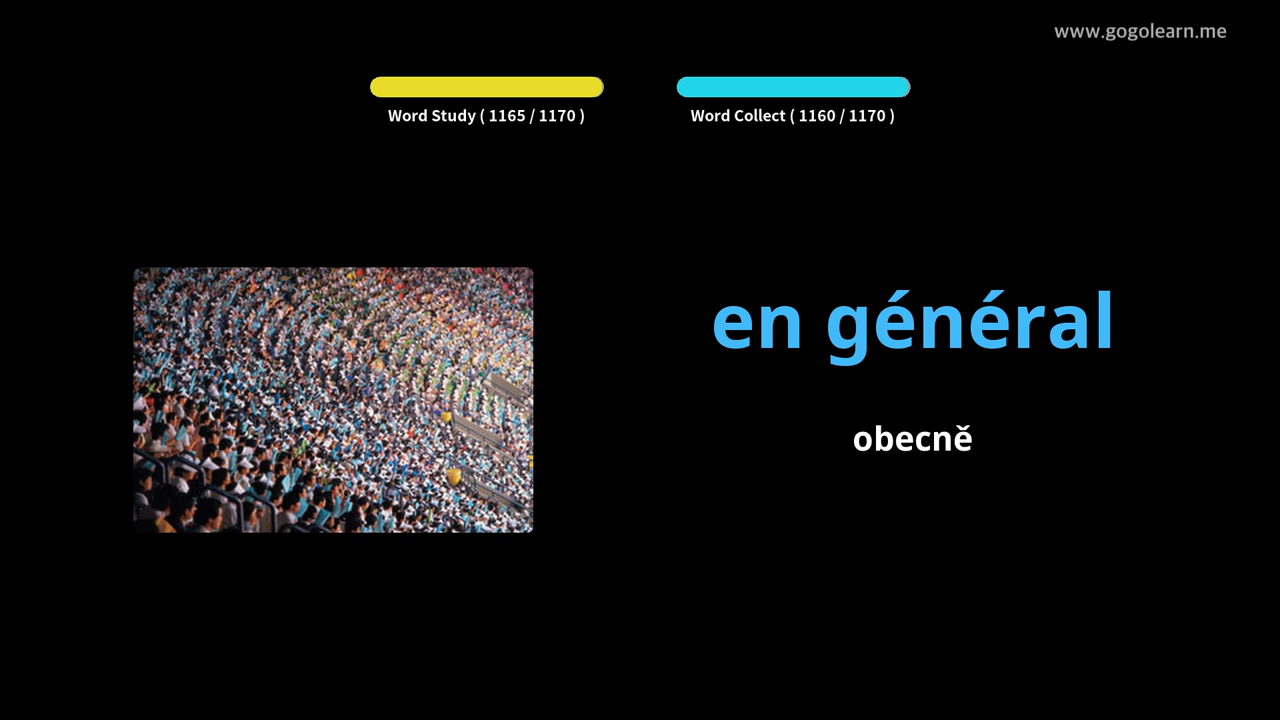 www.gogolearn.me
Word Study ( 1165 / 1170 )
Word Collect ( 1160 / 1170 )
en général
obecně